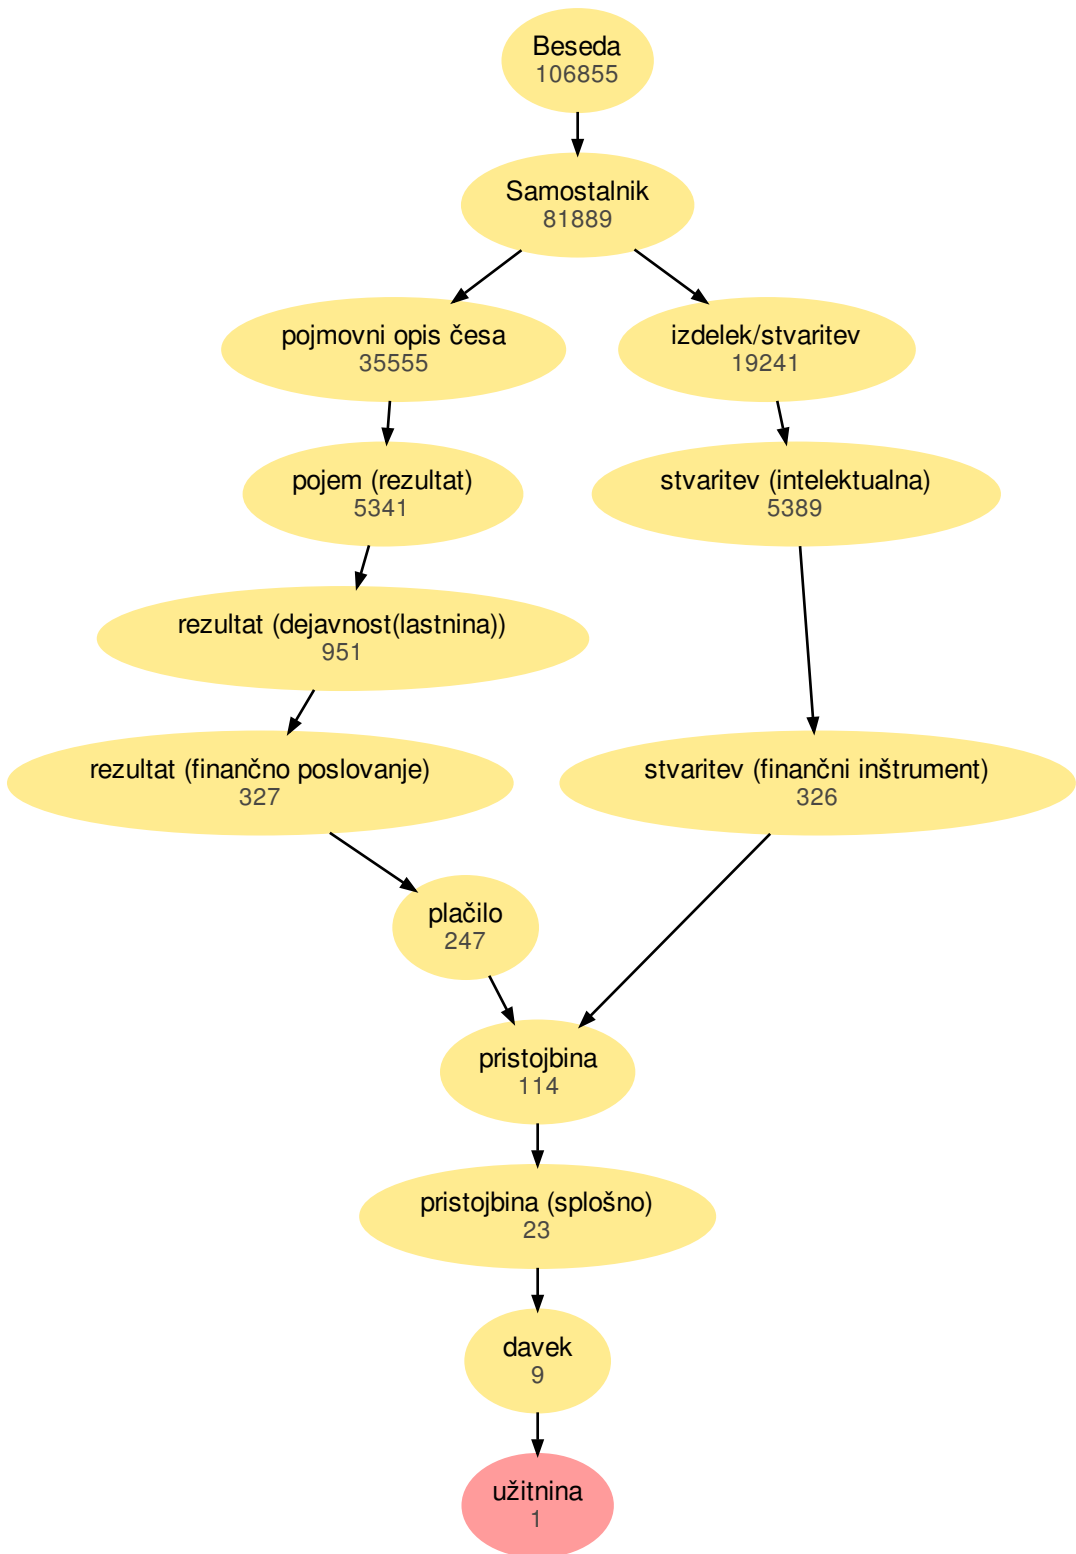 Beseda
106855
Samostalnik
81889
pojmovni opis česa
35555
izdelek/stvaritev
19241
pojem (rezultat)
5341
stvaritev (intelektualna)
5389
rezultat (dejavnost(lastnina))
951
rezultat (finančno poslovanje)
327
stvaritev (finančni inštrument)
326
plačilo
247
pristojbina
114
pristojbina (splošno)
23
davek
9
užitnina
1